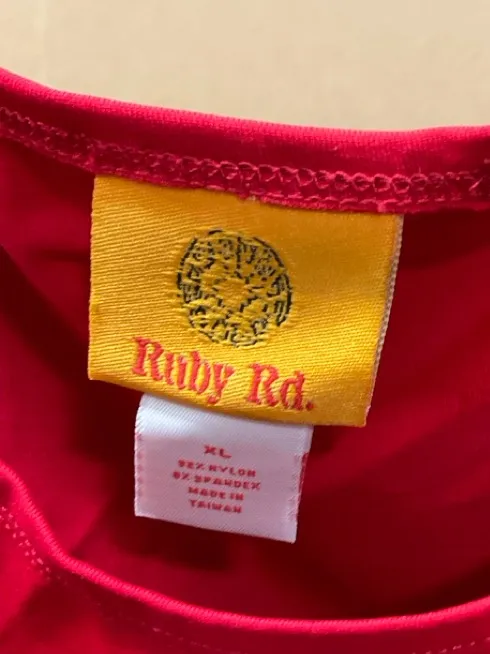 Ruby Rd.
XL
92% NYLON
8% SPANDEX
MADE IN
TAIWAN